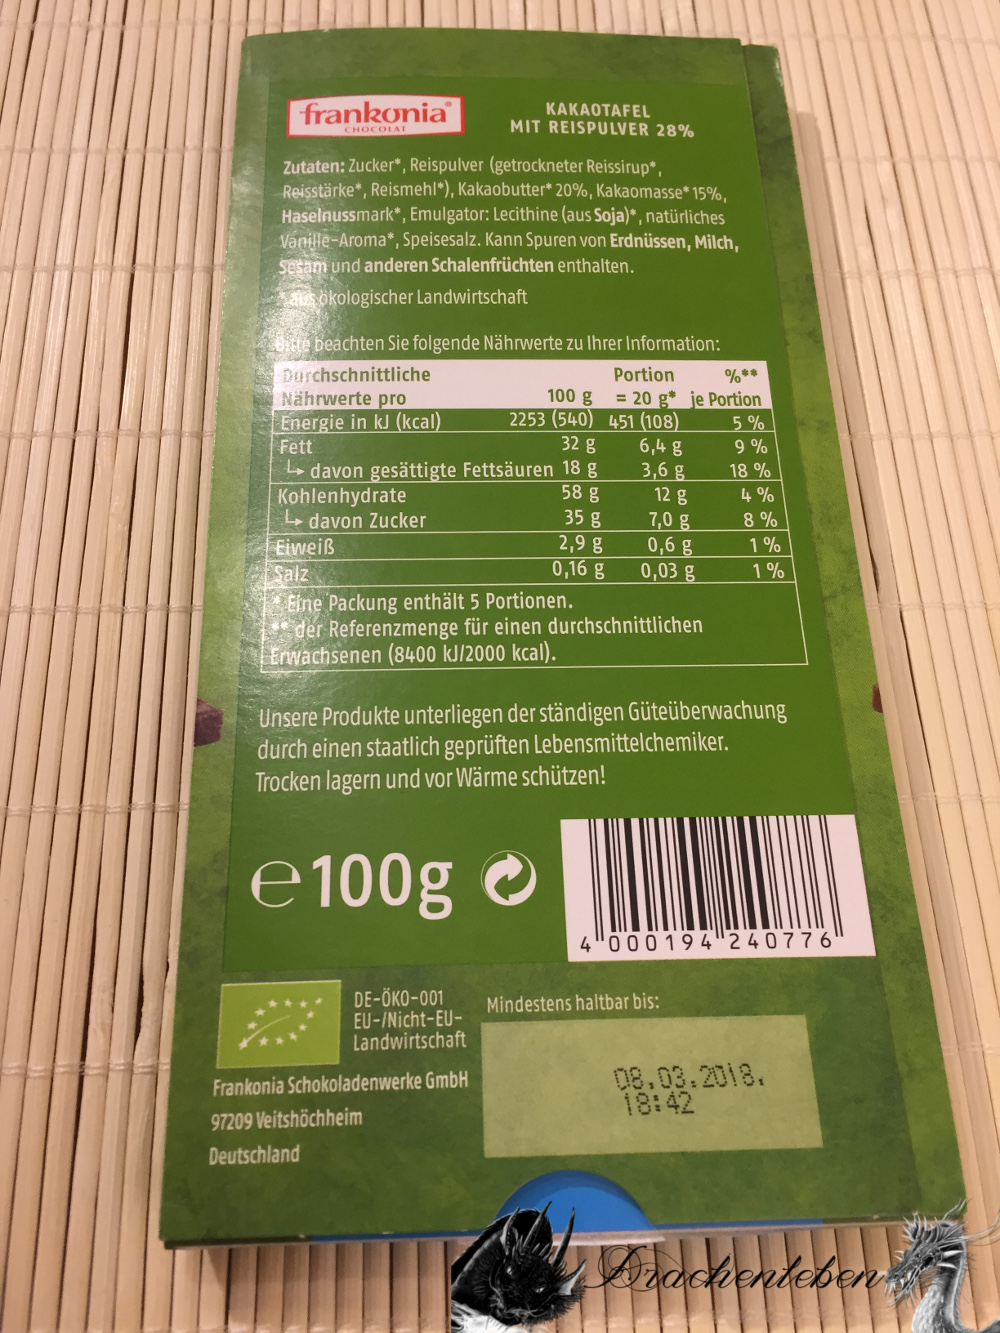 frankonia®
CHOCOLAT
KAKAOTAFEL
MIT REISPULVER 28%
Zutaten: Zucker*, Reispulver (getrockneter Reissirup*,
Reisstärke*, Reismehl*), Kakaobutter* 20%, Kakaomasse* 15%,
Haselnussmark*, Emulgator: Lecithine (aus Soja)*, natürliches
Vanille-Aroma*, Speisesalz. Kann Spuren von Erdnüssen, Milch,
Sesam und anderen Schalenfrüchten enthalten.
*aus ökologischer Landwirtschaft
Bitte beachten Sie folgende Nährwerte zu Ihrer Information:
Durchschnittliche Portion %**
Nährwerte pro 100 g = 20 g* je Portion
Energie in kJ (kcal) 2253 (540) 451 (108) 5 %
Fett 32 g 6,4 g 9 %
↳ davon gesättigte Fettsäuren 18 g 3,6 g 18 %
Kohlenhydrate 58 g 12 g 4 %
↳ davon Zucker 35 g 7,0 g 8 %
Eiweiß 2,9 g 0,6 g 1 %
Salz 0,16 g 0,03 g 1 %
* Eine Packung enthält 5 Portionen.
** der Referenzmenge für einen durchschnittlichen
Erwachsenen (8400 kJ/2000 kcal).
Unsere Produkte unterliegen der ständigen Güteüberwachung
durch einen staatlich geprüften Lebensmittelchemiker.
Trocken lagern und vor Wärme schützen!
e 100g
4 000194 240776
DE-ÖKO-001
EU-/Nicht-EU-
Landwirtschaft
Mindestens haltbar bis:
08.03.2018.
18:42
Frankonia Schokoladenwerke GmbH
97209 Veitshöchheim
Deutschland
Drachenleben